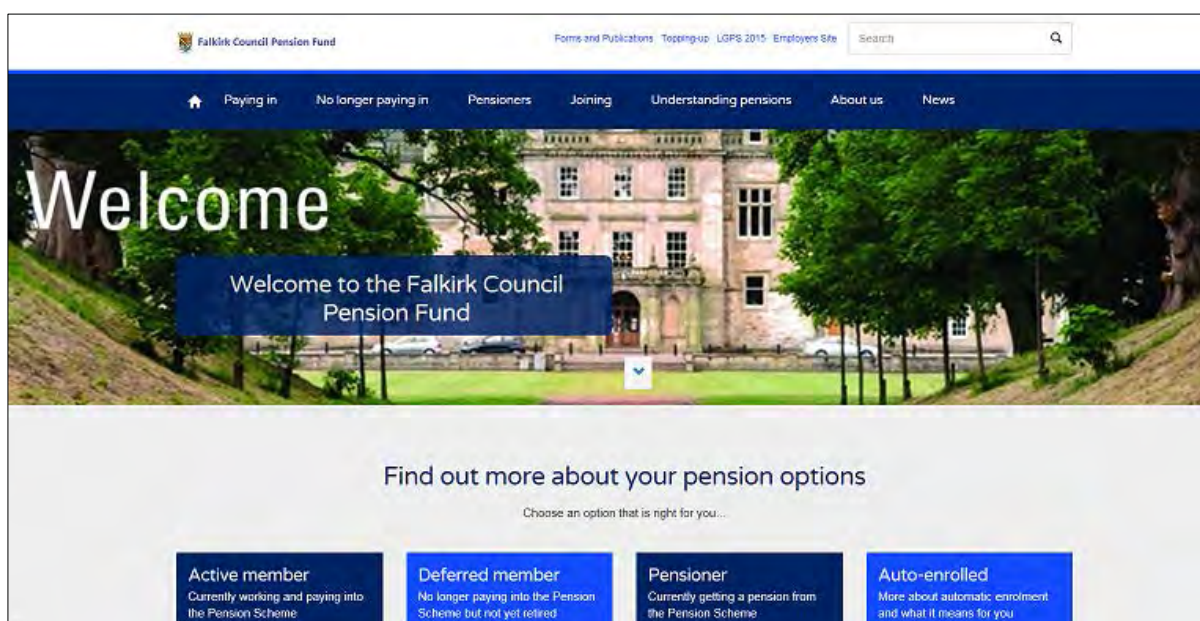 Falkirk Council Pension Fund
Forms and Publications Topping-up LGPS 2015 Employers Site
Search
Paying in No longer paying in Pensioners Joining Understanding pensions About us News
Welcome
Welcome to the Falkirk Council
Pension Fund
Find out more about your pension options
Choose an option that is right for you...
Active member
Currently working and paying into
the Pension Scheme
Deferred member
No longer paying into the Pension
Scheme but not yet retired
Pensioner
Currently getting a pension from
the Pension Scheme
Auto-enrolled
More about automatic enrolment
and what it means for you